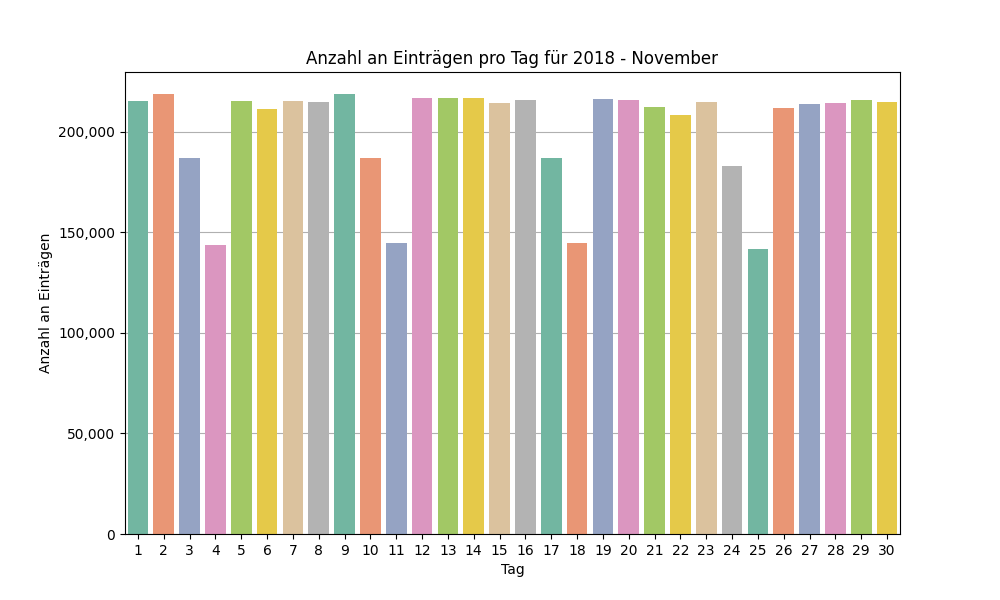 Anzahl an Einträgen pro Tag für 2018 - November
200,000
150,000
100,000
50,000
0
Anzahl an Einträgen
1 2 3 4 5 6 7 8 9 10 11 12 13 14 15 16 17 18 19 20 21 22 23 24 25 26 27 28 29 30
Tag